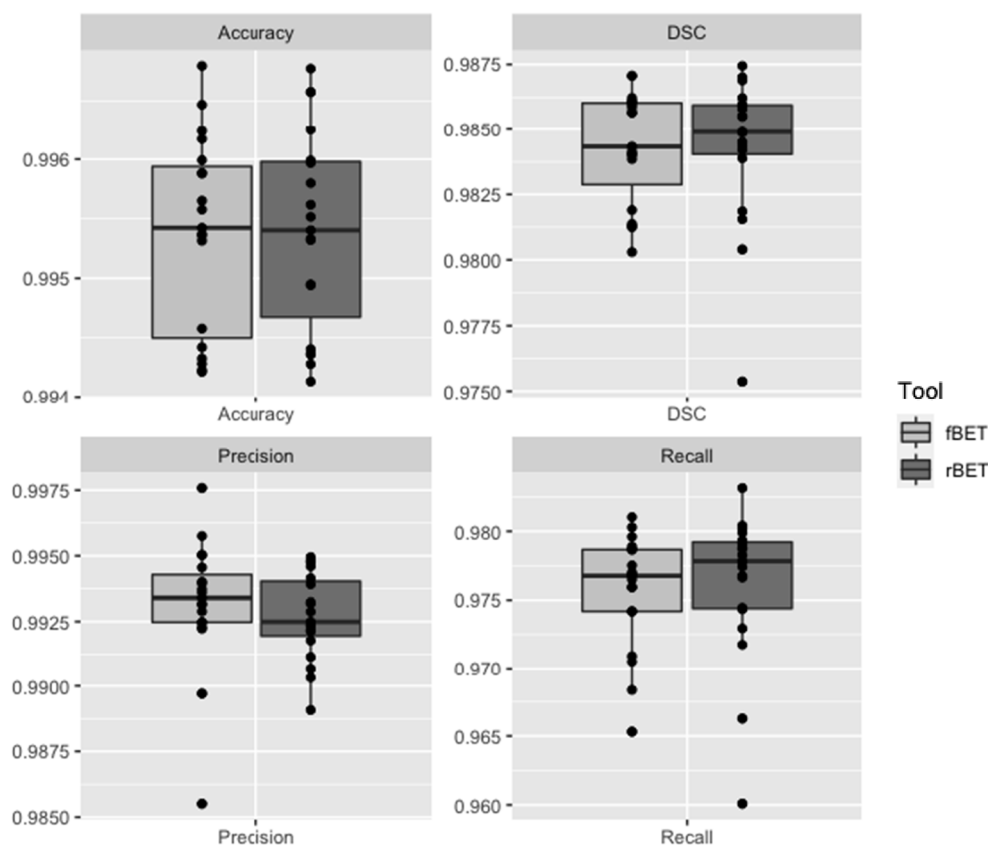 Accuracy
0.996
0.995
0.994
Accuracy
DSC
0.9875
0.9850
0.9825
0.9800
0.9775
0.9750
DSC
Precision
0.9975
0.9950
0.9925
0.9900
0.9875
0.9850
Precision
Recall
0.980
0.975
0.970
0.965
0.960
Recall
Tool
fBET
rBET